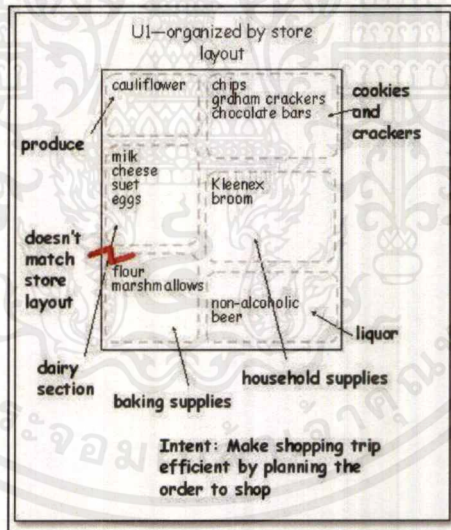 U1—organized by store
layout
cauliflower
chips
graham crackers
chocolate bars
cookies
and
crackers
produce
milk
cheese
suet
eggs
Kleenex
broom
doesn't
match
store
layout
flour
marshmallows
non-alcoholic
beer
liquor
dairy
section
household supplies
baking supplies
Intent: Make shopping trip
efficient by planning the
order to shop